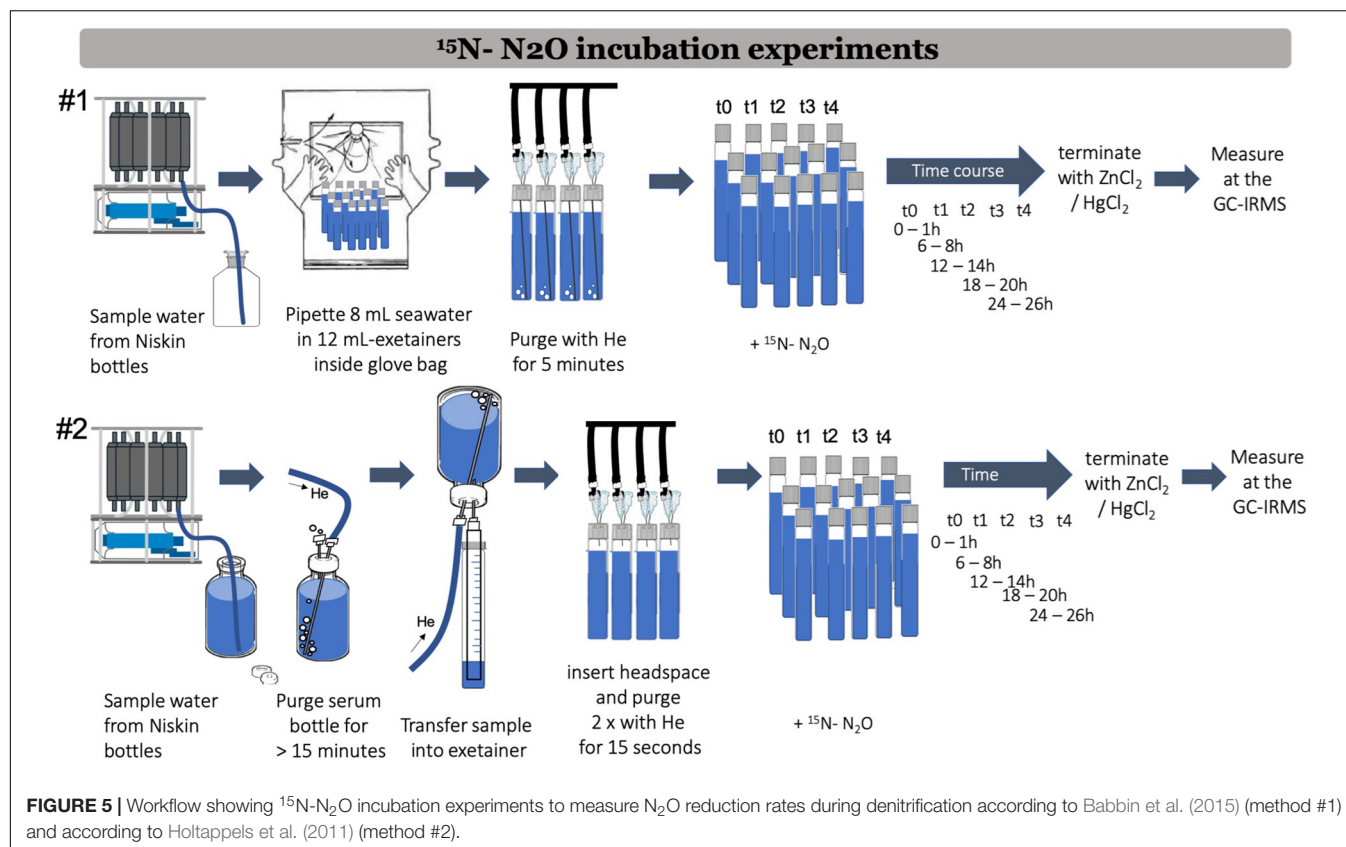 ¹⁵N- N2O incubation experiments
#1
Sample water
from Niskin
bottles
Pipette 8 mL seawater
in 12 mL-exetainers
inside glove bag
Purge with He
for 5 minutes
t0 t1 t2 t3 t4
+ ¹⁵N- N₂O
Time course
t0 t1 t2 t3 t4
0 – 1h
6 – 8h
12 – 14h
18 – 20h
24 – 26h
terminate
with ZnCl₂
/ HgCl₂
Measure
at the
GC-IRMS
#2
Sample water
from Niskin
bottles
He
Purge serum
bottle for
> 15 minutes
He
Transfer sample
into exetainer
insert headspace
and purge
2 x with He
for 15 seconds
t0 t1 t2 t3 t4
+ ¹⁵N- N₂O
Time
t0 t1 t2 t3 t4
0 – 1h
6 – 8h
12 – 14h
18 – 20h
24 – 26h
terminate
with ZnCl₂
/ HgCl₂
Measure
at the
GC-IRMS
FIGURE 5 | Workflow showing ¹⁵N-N₂O incubation experiments to measure N₂O reduction rates during denitrification according to Babbin et al. (2015) (method #1)
and according to Holtappels et al. (2011) (method #2).